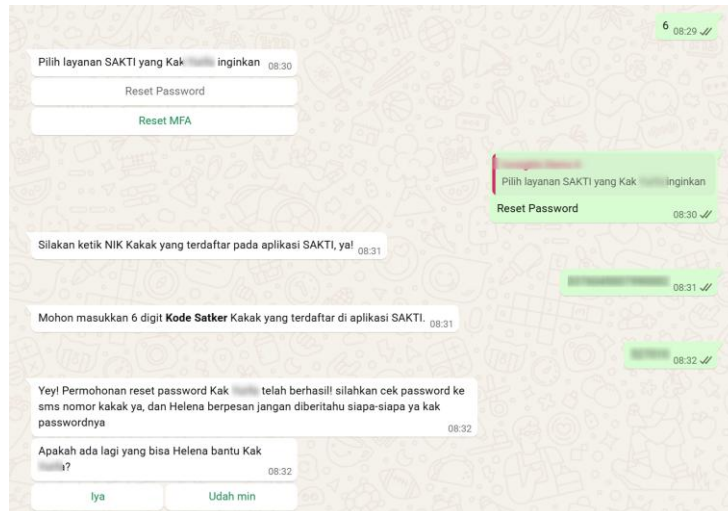 6 08:29
Pilih layanan SAKTI yang Kak inginkan 08:30
Reset Password
Reset MFA
Pilih layanan SAKTI yang Kak inginkan
Reset Password 08:30
Silakan ketik NIK Kakak yang terdaftar pada aplikasi SAKTI, ya! 08:31
08:31
Mohon masukkan 6 digit Kode Satker Kakak yang terdaftar di aplikasi SAKTI. 08:31
08:32
Yey! Permohonan reset password Kak telah berhasil! silahkan cek password ke
sms nomor kakak ya, dan Helena berpesan jangan diberitahu siapa-siapa ya kak
passwordnya
08:32
Apakah ada lagi yang bisa Helena bantu Kak
?
08:32
Iya Udah min